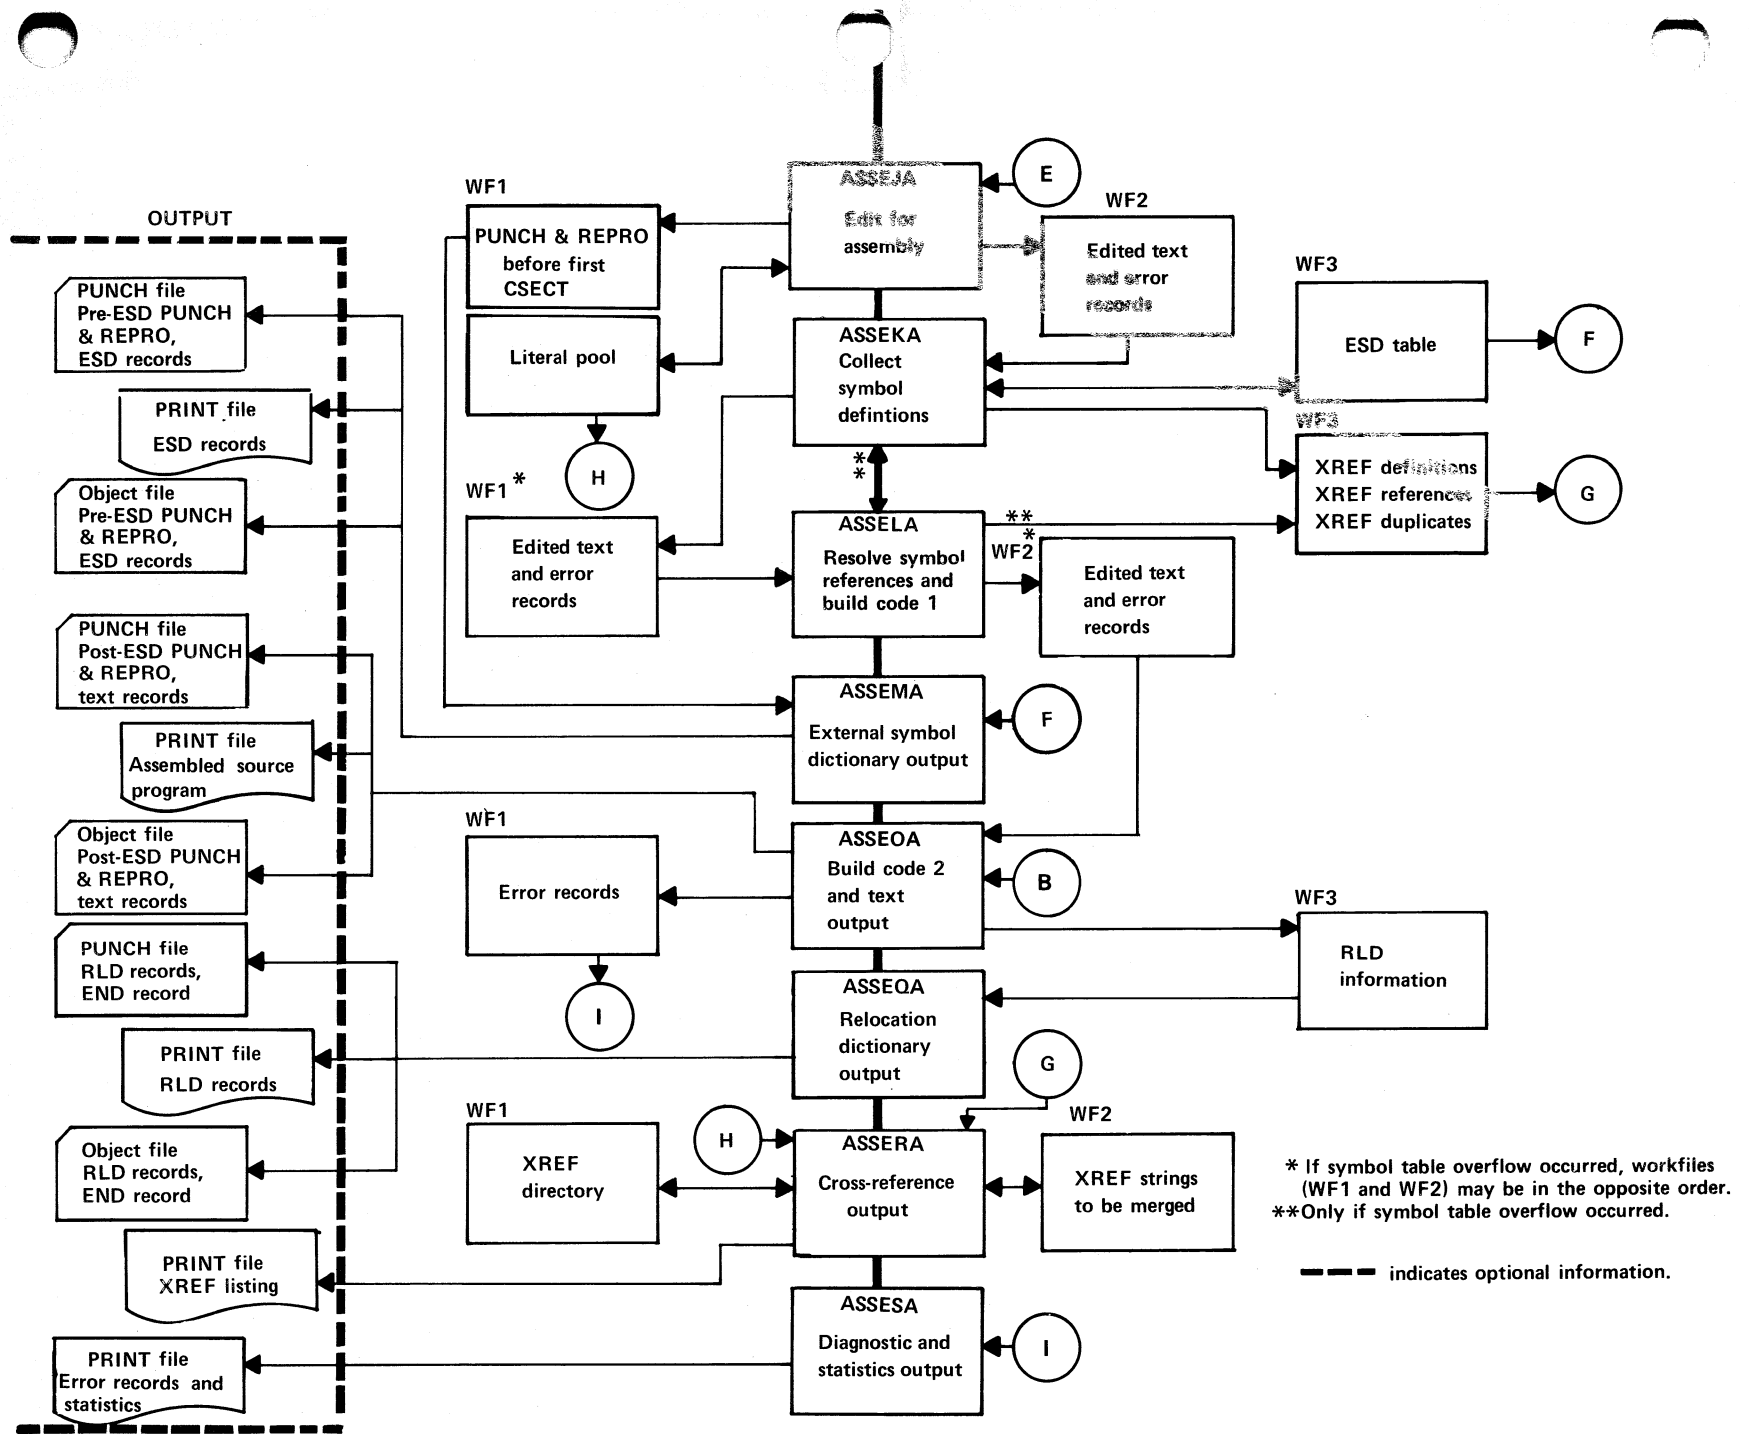 OUTPUT
PUNCH file
Pre-ESD PUNCH
& REPRO,
ESD records
PRINT file
ESD records
Object file
Pre-ESD PUNCH
& REPRO,
ESD records
PUNCH file
Post-ESD PUNCH
& REPRO,
text records
PRINT file
Assembled source
program
Object file
Post-ESD PUNCH
& REPRO,
text records
PUNCH file
RLD records,
END record
PRINT file
RLD records
Object file
RLD records,
END record
PRINT file
XREF listing
PRINT file
Error records and
statistics
WF1
PUNCH & REPRO
before first
CSECT
Literal pool
H
WF1 *
Edited text
and error
records
WF1
Error records
I
WF1
XREF
directory
H
ASSEJA
Edit for
assembly
E
ASSEKA
Collect
symbol
defintions
*
*
ASSELA
Resolve symbol
references and
build code 1
ASSEMA
External symbol
dictionary output
F
ASSEOA
Build code 2
and text
output
B
ASSEQA
Relocation
dictionary
output
G
ASSERA
Cross-reference
output
ASSESA
Diagnostic and
statistics output
I
WF2
Edited text
and error
records
**
*
WF2
Edited text
and error
records
WF2
XREF strings
to be merged
WF3
ESD table
F
WF3
XREF definitions
XREF references
XREF duplicates
G
WF3
RLD
information
* If symbol table overflow occurred, workfiles
(WF1 and WF2) may be in the opposite order.
**Only if symbol table overflow occurred.
indicates optional information.